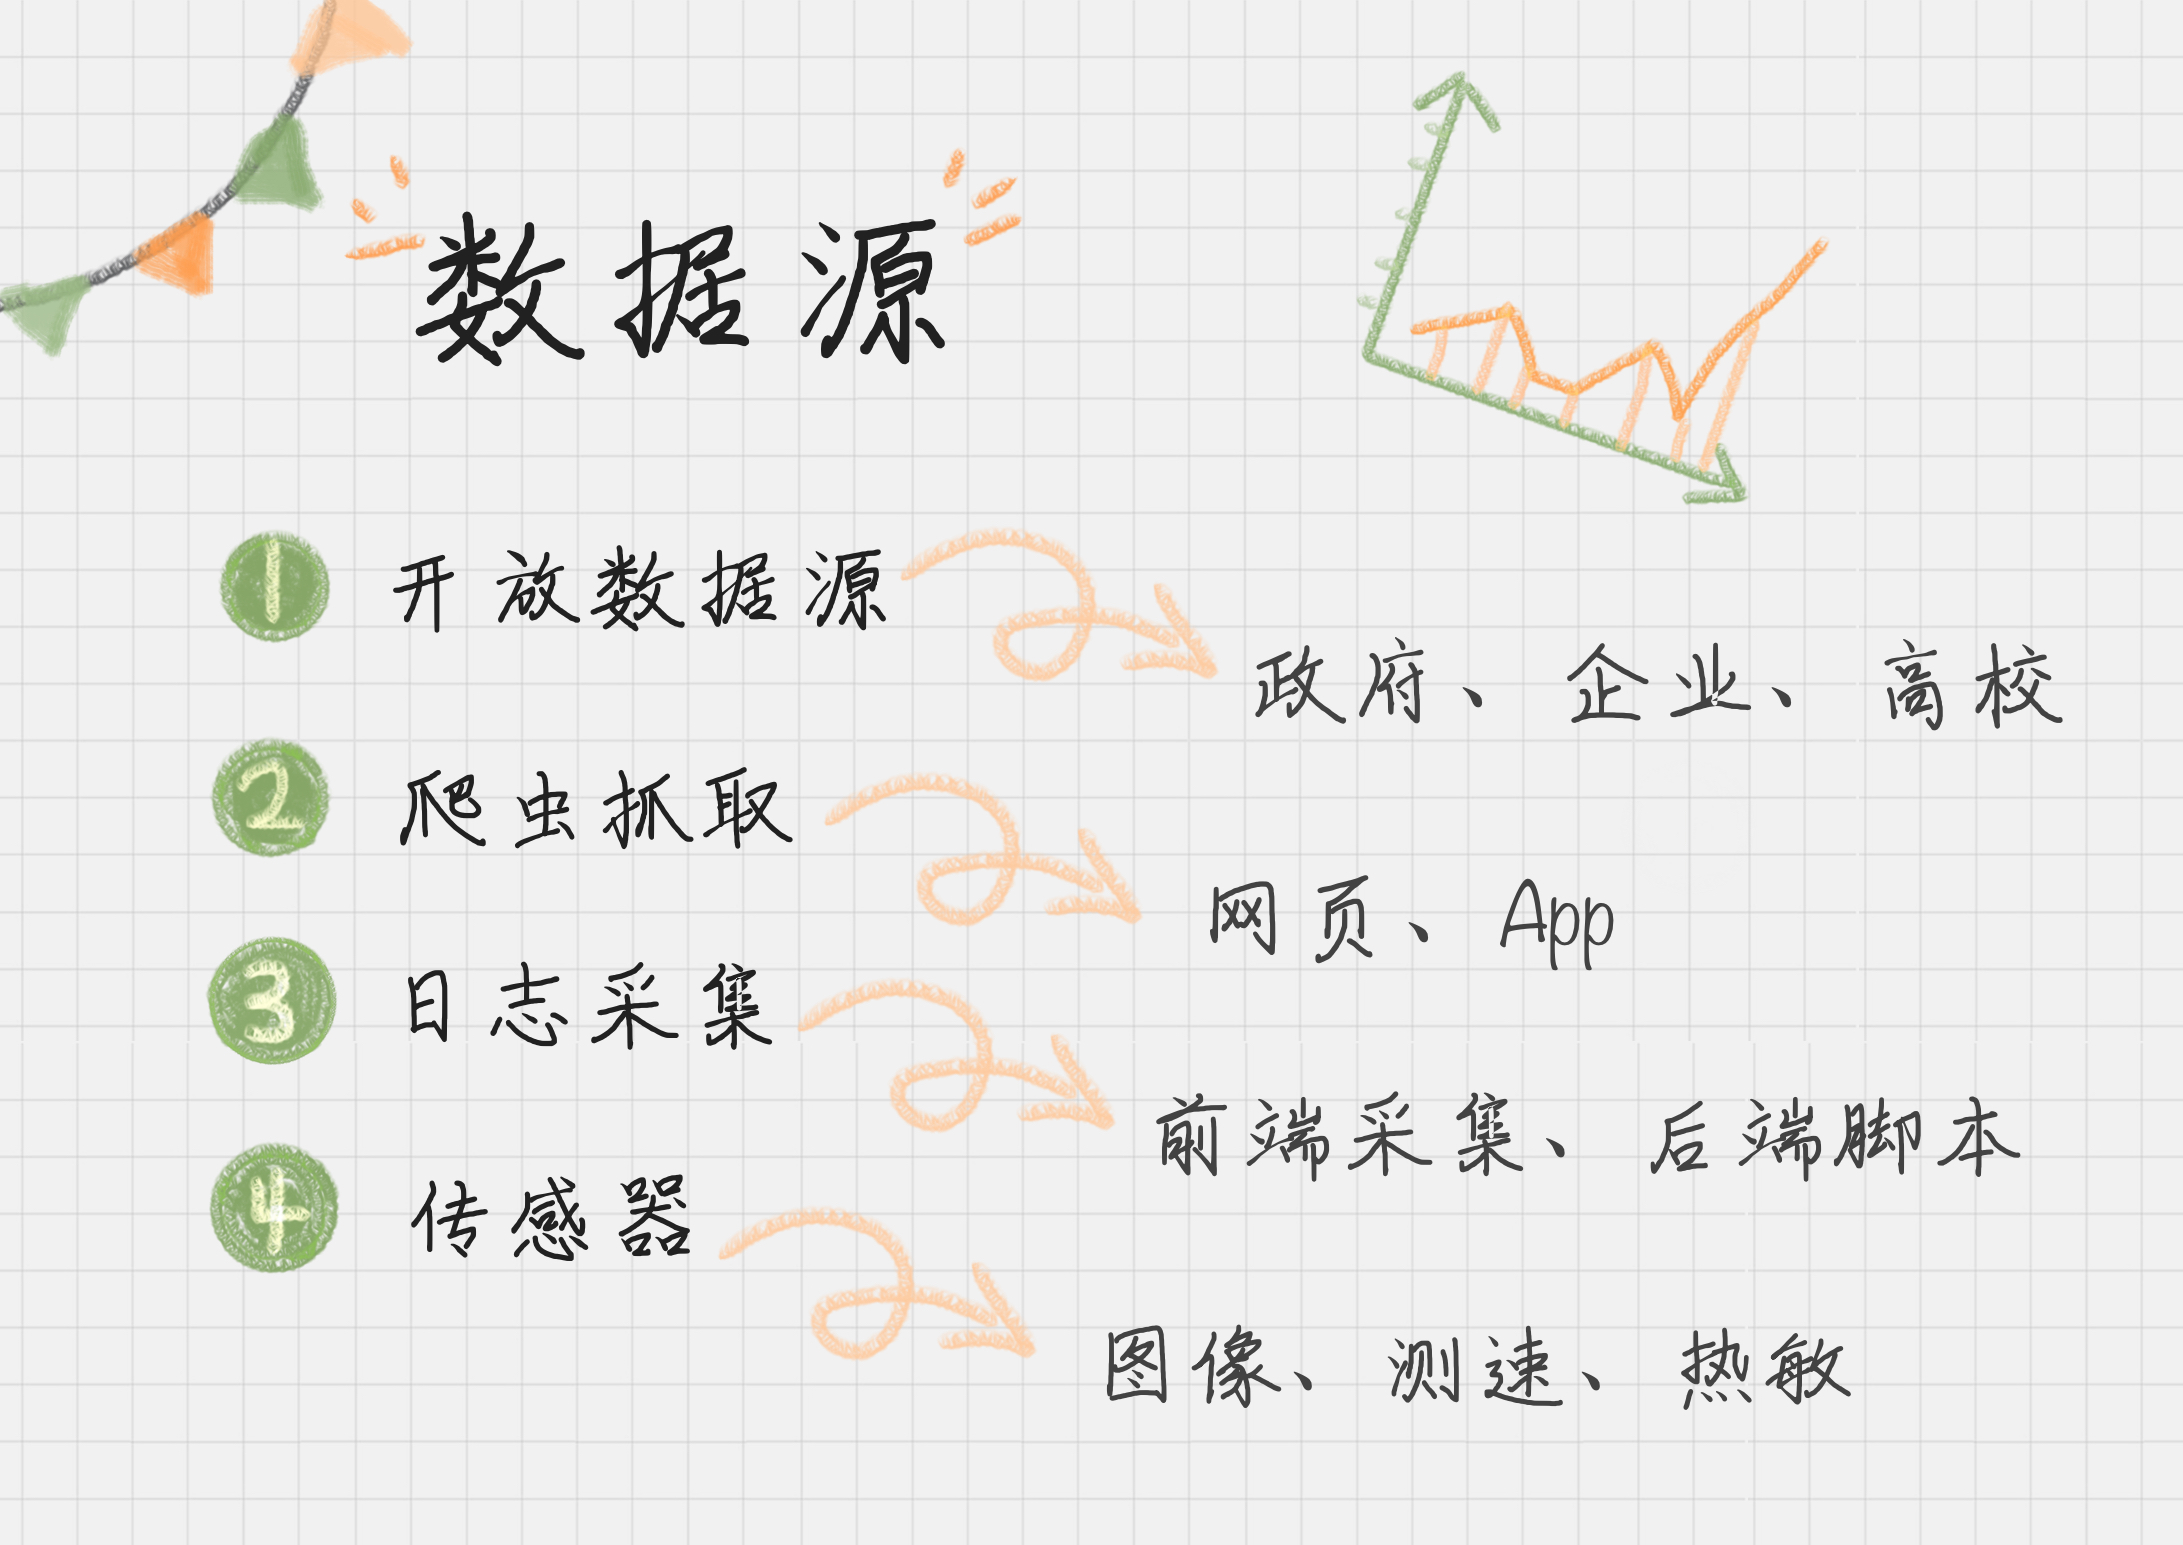 数据源
1 开放数据源
政府、企业、高校
2 爬虫抓取
网页、App
3 日志采集
前端采集、后端脚本
4 传感器
图像、测速、热敏